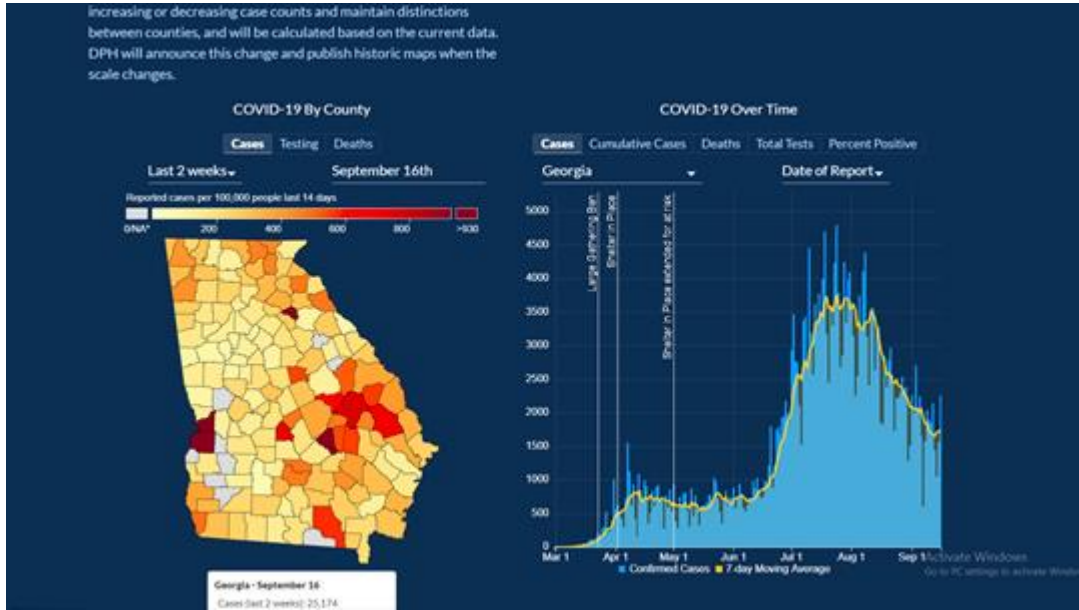 increasing or decreasing case counts and maintain distinctions
between counties, and will be calculated based on the current data.
DPH will announce this change and publish historic maps when the
scale changes.
COVID-19 By County
Cases Testing Deaths
Last 2 weeks
September 16th
Reported cases per 100,000 people last 14 days
0/NA* 200 400 600 800
Georgia - September 16
Cases (last 2 weeks): 25,174
COVID-19 Over Time
Cases Cumulative Cases Deaths Total Tests Percent Positive
Georgia
Date of Report
Large Gathering Ban
Shelter in Place
Shelter in Place extended for at risk
5000
4500
4000
3500
3000
2500
2000
1500
1000
500
0
Mar 1 Apr 1 May 1 Jun 1 Jul 1 Aug 1 Sep 1
Confirmed Cases 7-day Moving Average
Activate Windows
Go to PC settings to activate Windows